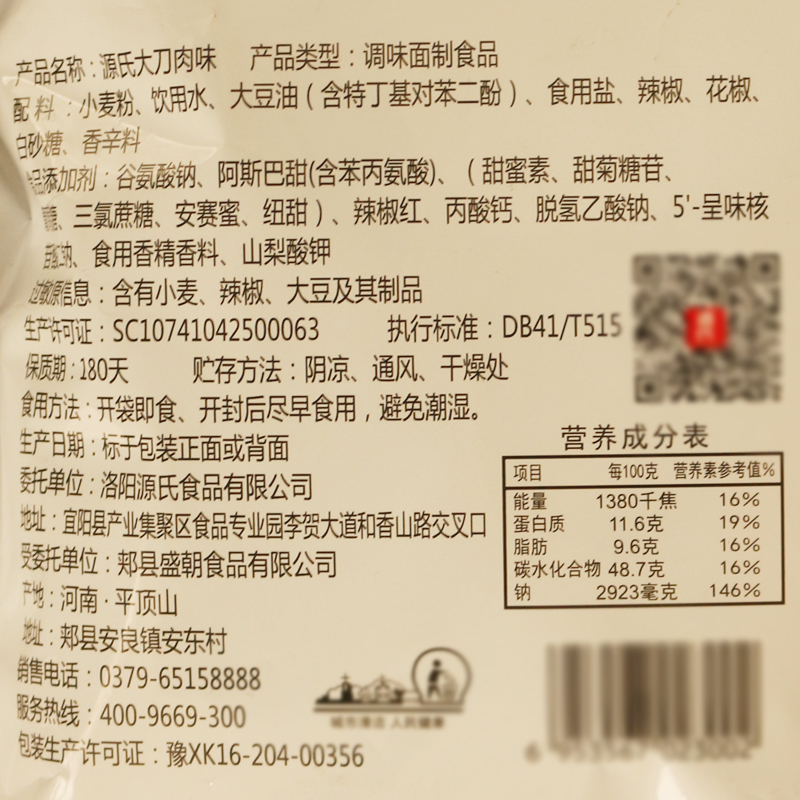 产品名称：源氏大刀肉味 产品类型：调味面制食品
配料：小麦粉、饮用水、大豆油（含特丁基对苯二酚）、食用盐、辣椒、花椒、
白砂糖、香辛料
品添加剂：谷氨酸钠、阿斯巴甜(含苯丙氨酸)、（甜蜜素、甜菊糖苷、
糖、三氯蔗糖、安赛蜜、纽甜）、辣椒红、丙酸钙、脱氢乙酸钠、5'-呈味核
食用香精香料、山梨酸钾
过敏原信息：含有小麦、辣椒、大豆及其制品
生产许可证：SC10741042500063 执行标准：DB41/T515
保质期：180天 贮存方法：阴凉、通风、干燥处
食用方法：开袋即食、开封后尽早食用，避免潮湿。
生产日期：标于包装正面或背面
委托单位：洛阳源氏食品有限公司
地址：宜阳县产业集聚区食品专业园李贺大道和香山路交叉口
受委托单位：郏县盛朝食品有限公司
产地：河南·平顶山
地址：郏县安良镇安东村
销售电话：0379-65158888
服务热线：400-9669-300
包装生产许可证：豫XK16-204-00356
营养成分表
项目 每100克 营养素参考值%
能量 1380千焦 16%
蛋白质 11.6克 19%
脂肪 9.6克 16%
碳水化合物 48.7克 16%
钠 2923毫克 146%